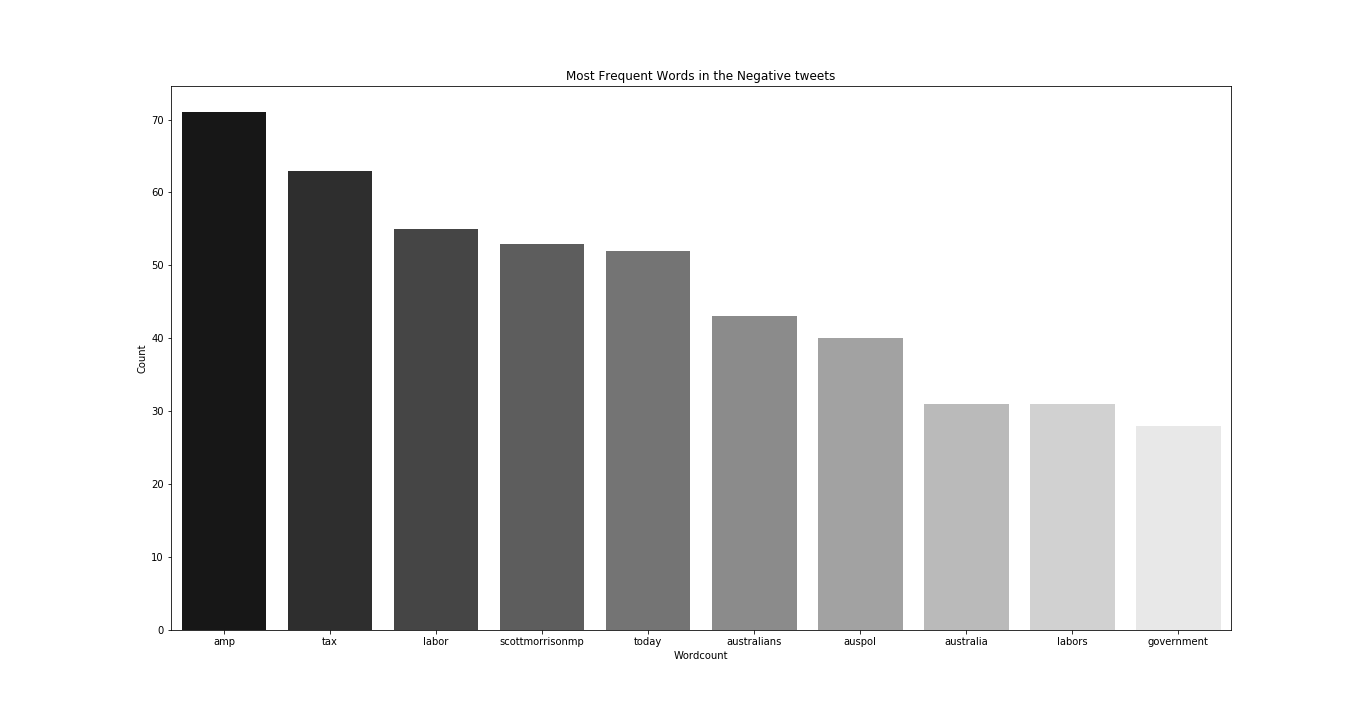 Most Frequent Words in the Negative tweets
70
60
50
40
30
20
10
0
Count
amp tax labor scottmorrisonmp today australians auspol australia labors government
Wordcount